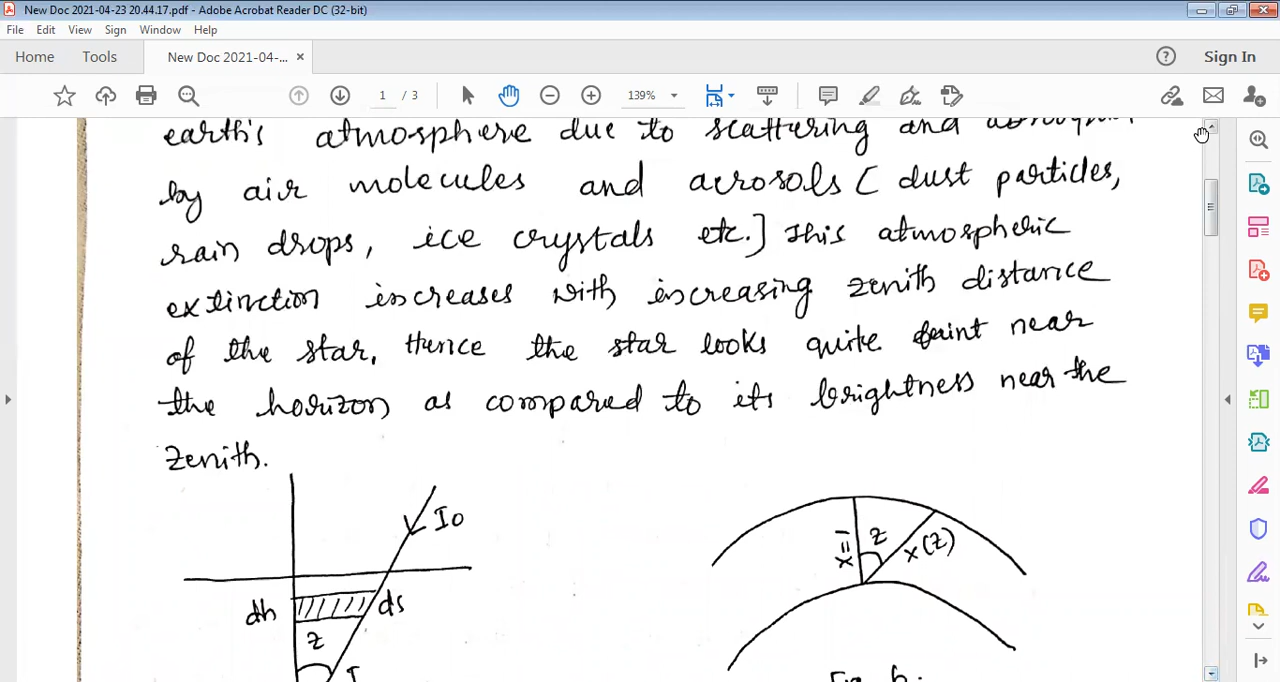 New Doc 2021-04-23 20.44.17.pdf - Adobe Acrobat Reader DC (32-bit)
File Edit View Sign Window Help
Home Tools New Doc 2021-04-... × Sign In
1 / 3 139%
earth's atmosphere due to scattering and
by air molecules and aerosols ( dust particles,
rain drops, ice crystals etc.] This atmospheric
extinction increases with increasing zenith distance
of the star. Hence the star looks quite faint near
the horizon as compared to its brightness near the
Zenith.
I0
x=1 z x(z)
dh ds
z
I
Fig b.